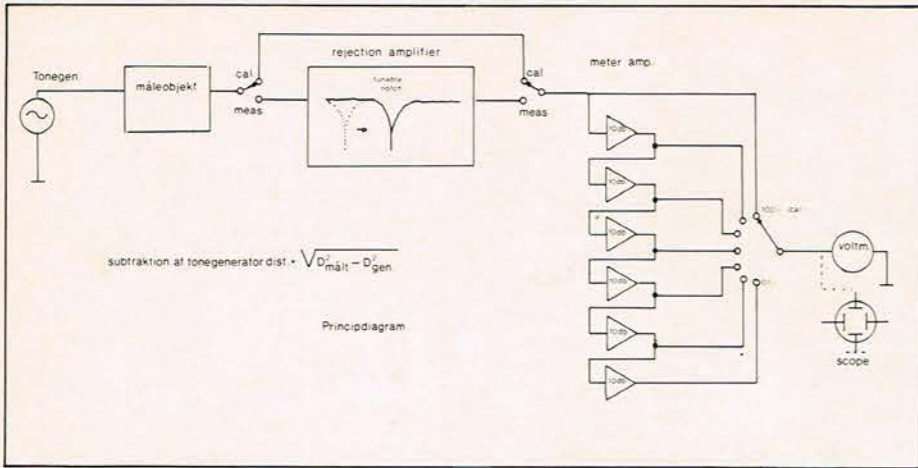 rejection amplifier
Tonegen.
måleobjekt
cal
meas.
tunable
notch
cal.
meas
meter amp.
10db
10db
10db
10db
10db
10db
voltm.
scope
subtraktion af tonegenerator dist. = √D²målt − D²gen.
Principdiagram